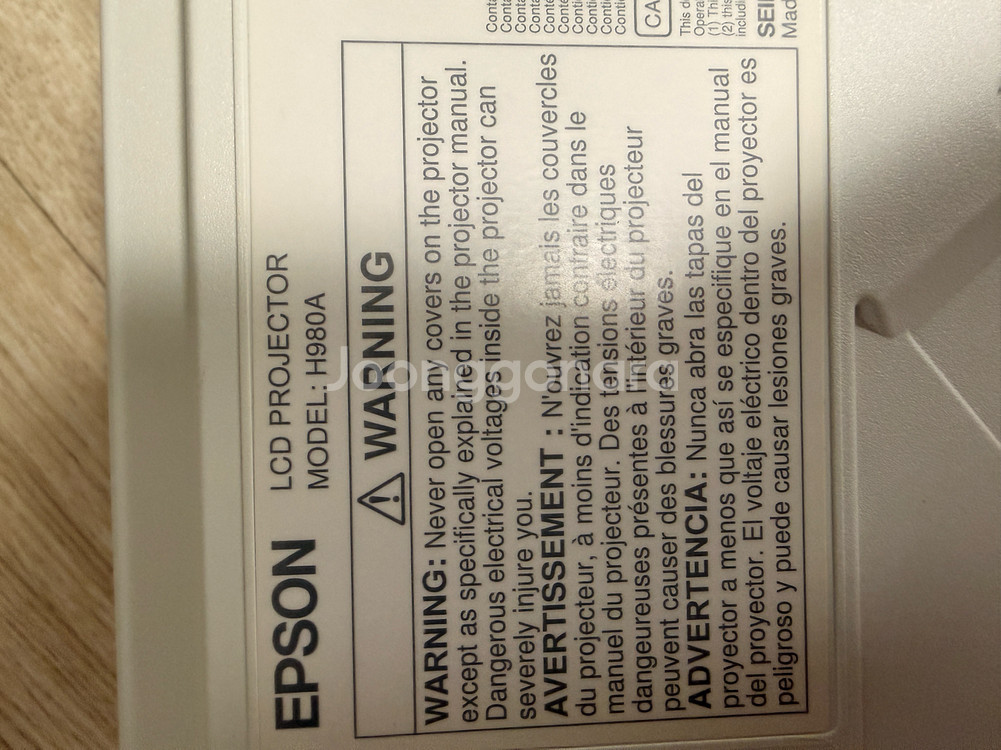 EPSON
LCD PROJECTOR
MODEL: H980A
WARNING
WARNING: Never open any covers on the projector
except as specifically explained in the projector manual.
Dangerous electrical voltages inside the projector can
severely injure you.
AVERTISSEMENT : N'ouvrez jamais les couvercles
du projecteur, à moins d'indication contraire dans le
manuel du projecteur. Des tensions électriques
dangereuses présentes à l'intérieur du projecteur
peuvent causer des blessures graves.
ADVERTENCIA: Nunca abra las tapas del
proyector a menos que así se especifique en el manual
del proyector. El voltaje eléctrico dentro del proyector es
peligroso y puede causar lesiones graves.
Joonggonara